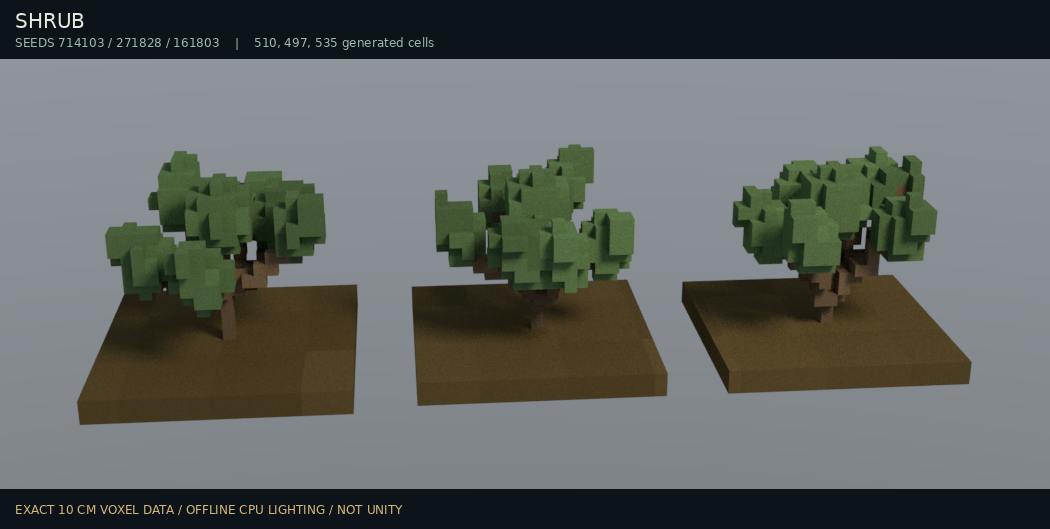 SHRUB
SEEDS 714103 / 271828 / 161803 | 510, 497, 535 generated cells
EXACT 10 CM VOXEL DATA / OFFLINE CPU LIGHTING / NOT UNITY